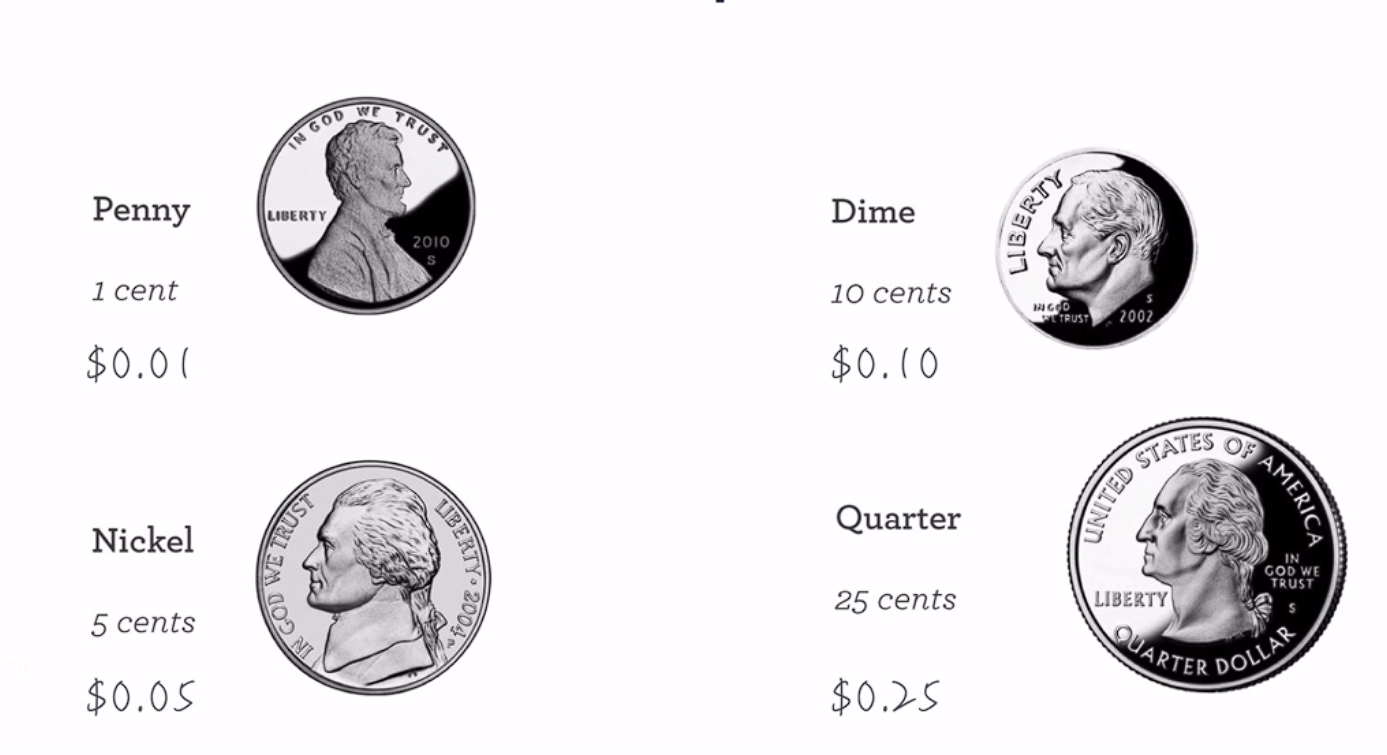 Penny
1 cent
$0.01
IN GOD WE TRUST
LIBERTY
2010
S
Dime
10 cents
$0.10
LIBERTY
IN GOD
WE TRUST
S
2002
Nickel
5 cents
$0.05
IN GOD WE TRUST
LIBERTY · 2004
Quarter
25 cents
$0.25
UNITED STATES OF AMERICA
IN
GOD WE
TRUST
S
LIBERTY
QUARTER DOLLAR